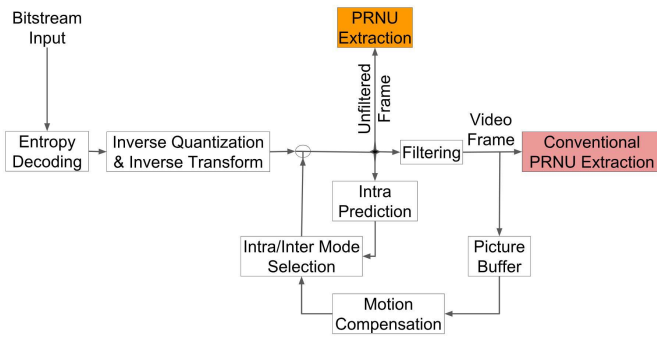 Bitstream
Input
PRNU
Extraction
Unfiltered
Frame
Video
Frame
Entropy
Decoding
Inverse Quantization
& Inverse Transform
Filtering
Conventional
PRNU Extraction
Intra
Prediction
Intra/Inter Mode
Selection
Picture
Buffer
Motion
Compensation